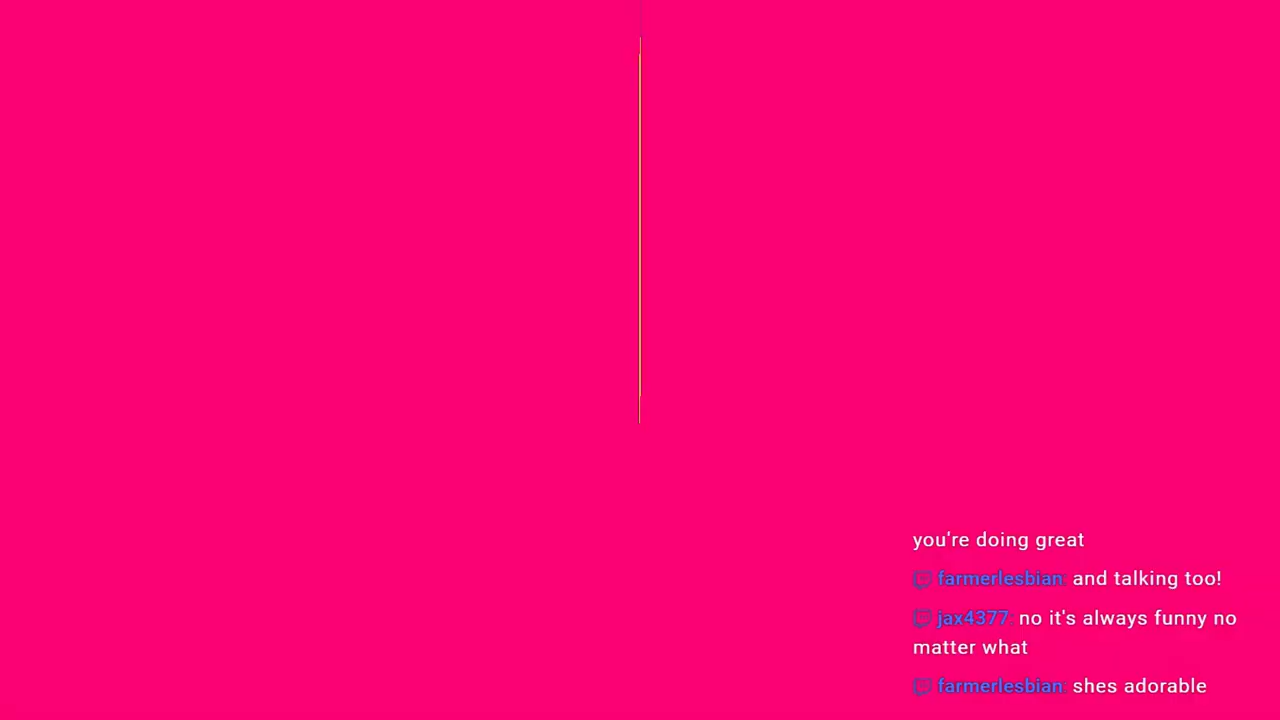 you're doing great
farmerlesbian: and talking too!
jax4377: no it's always funny no
matter what
farmerlesbian: shes adorable